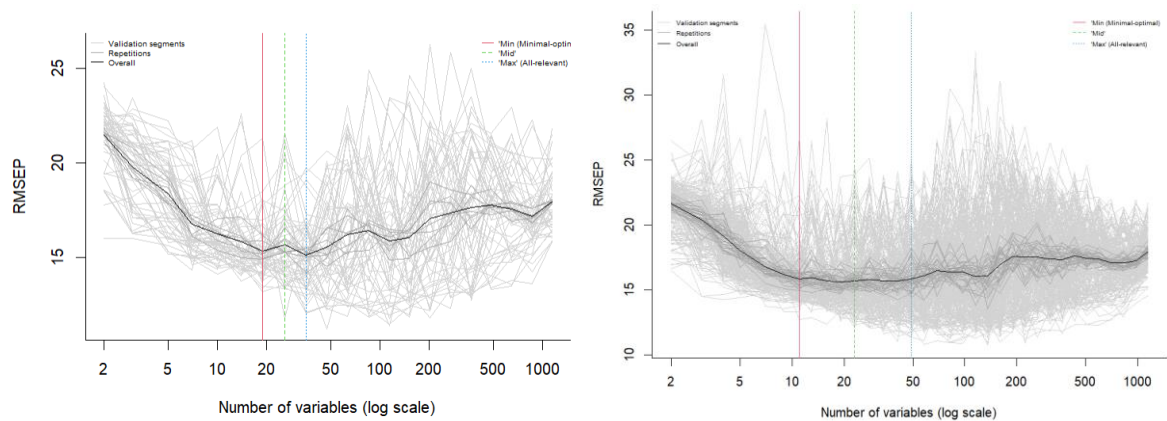 Validation segments
Repetitions
Overall
'Min (Minimal-optin
'Mid'
'Max' (All-relevant)
25
20
15
RMSEP
2 5 10 20 50 100 200 500 1000
Number of variables (log scale)
Validation segments
Repetitions
Overall
'Min (Minimal-optimal)
'Mid'
'Max' (All-relevant)
35
30
25
20
15
10
RMSEP
2 5 10 20 50 100 200 500 1000
Number of variables (log scale)